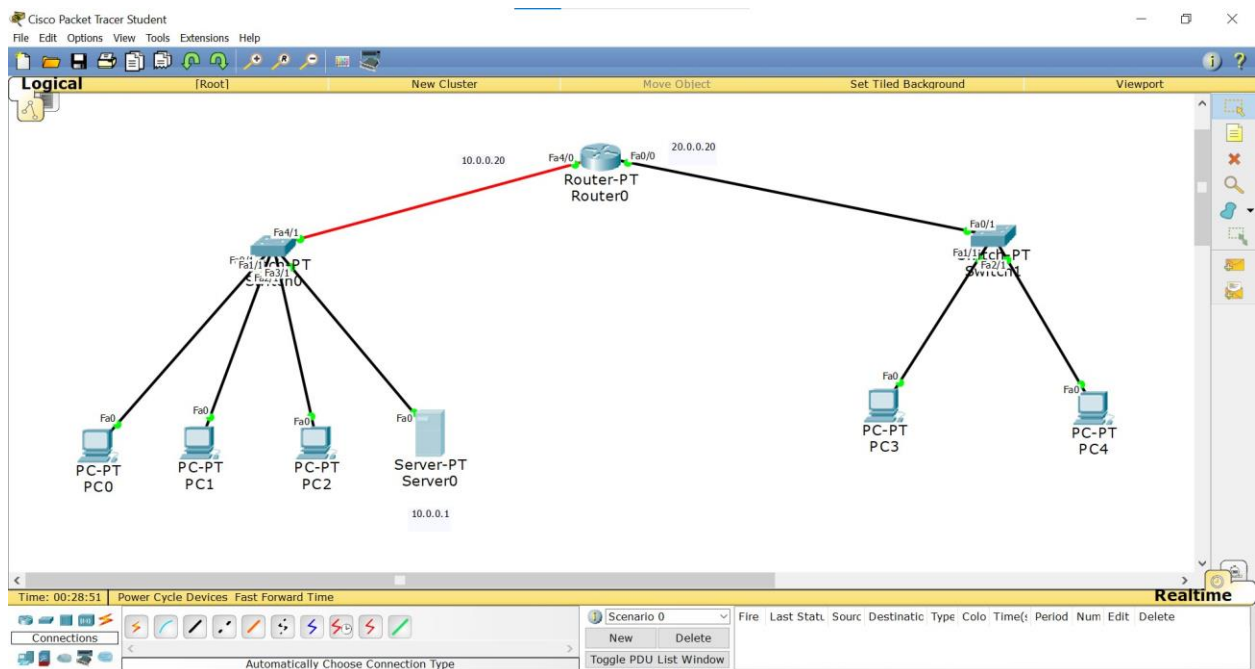 Cisco Packet Tracer Student
File Edit Options View Tools Extensions Help
Logical [Root] New Cluster Move Object Set Tiled Background Viewport
10.0.0.20 Fa4/0 Fa0/0 20.0.0.20
Router-PT
Router0
Fa4/1
Fa1/1
Fa3/1
Switch0
Fa0/1
Fa1/1
Fa2/1
Switch1
Fa0 Fa0 Fa0 Fa0
PC-PT PC-PT PC-PT Server-PT
PC0 PC1 PC2 Server0
10.0.0.1
Fa0 Fa0
PC-PT PC-PT
PC3 PC4
Time: 00:28:51 Power Cycle Devices Fast Forward Time Realtime
Connections
Automatically Choose Connection Type
Scenario 0
New Delete
Toggle PDU List Window
Fire Last Statu Sourc Destinatic Type Colo Time(s Period Num Edit Delete